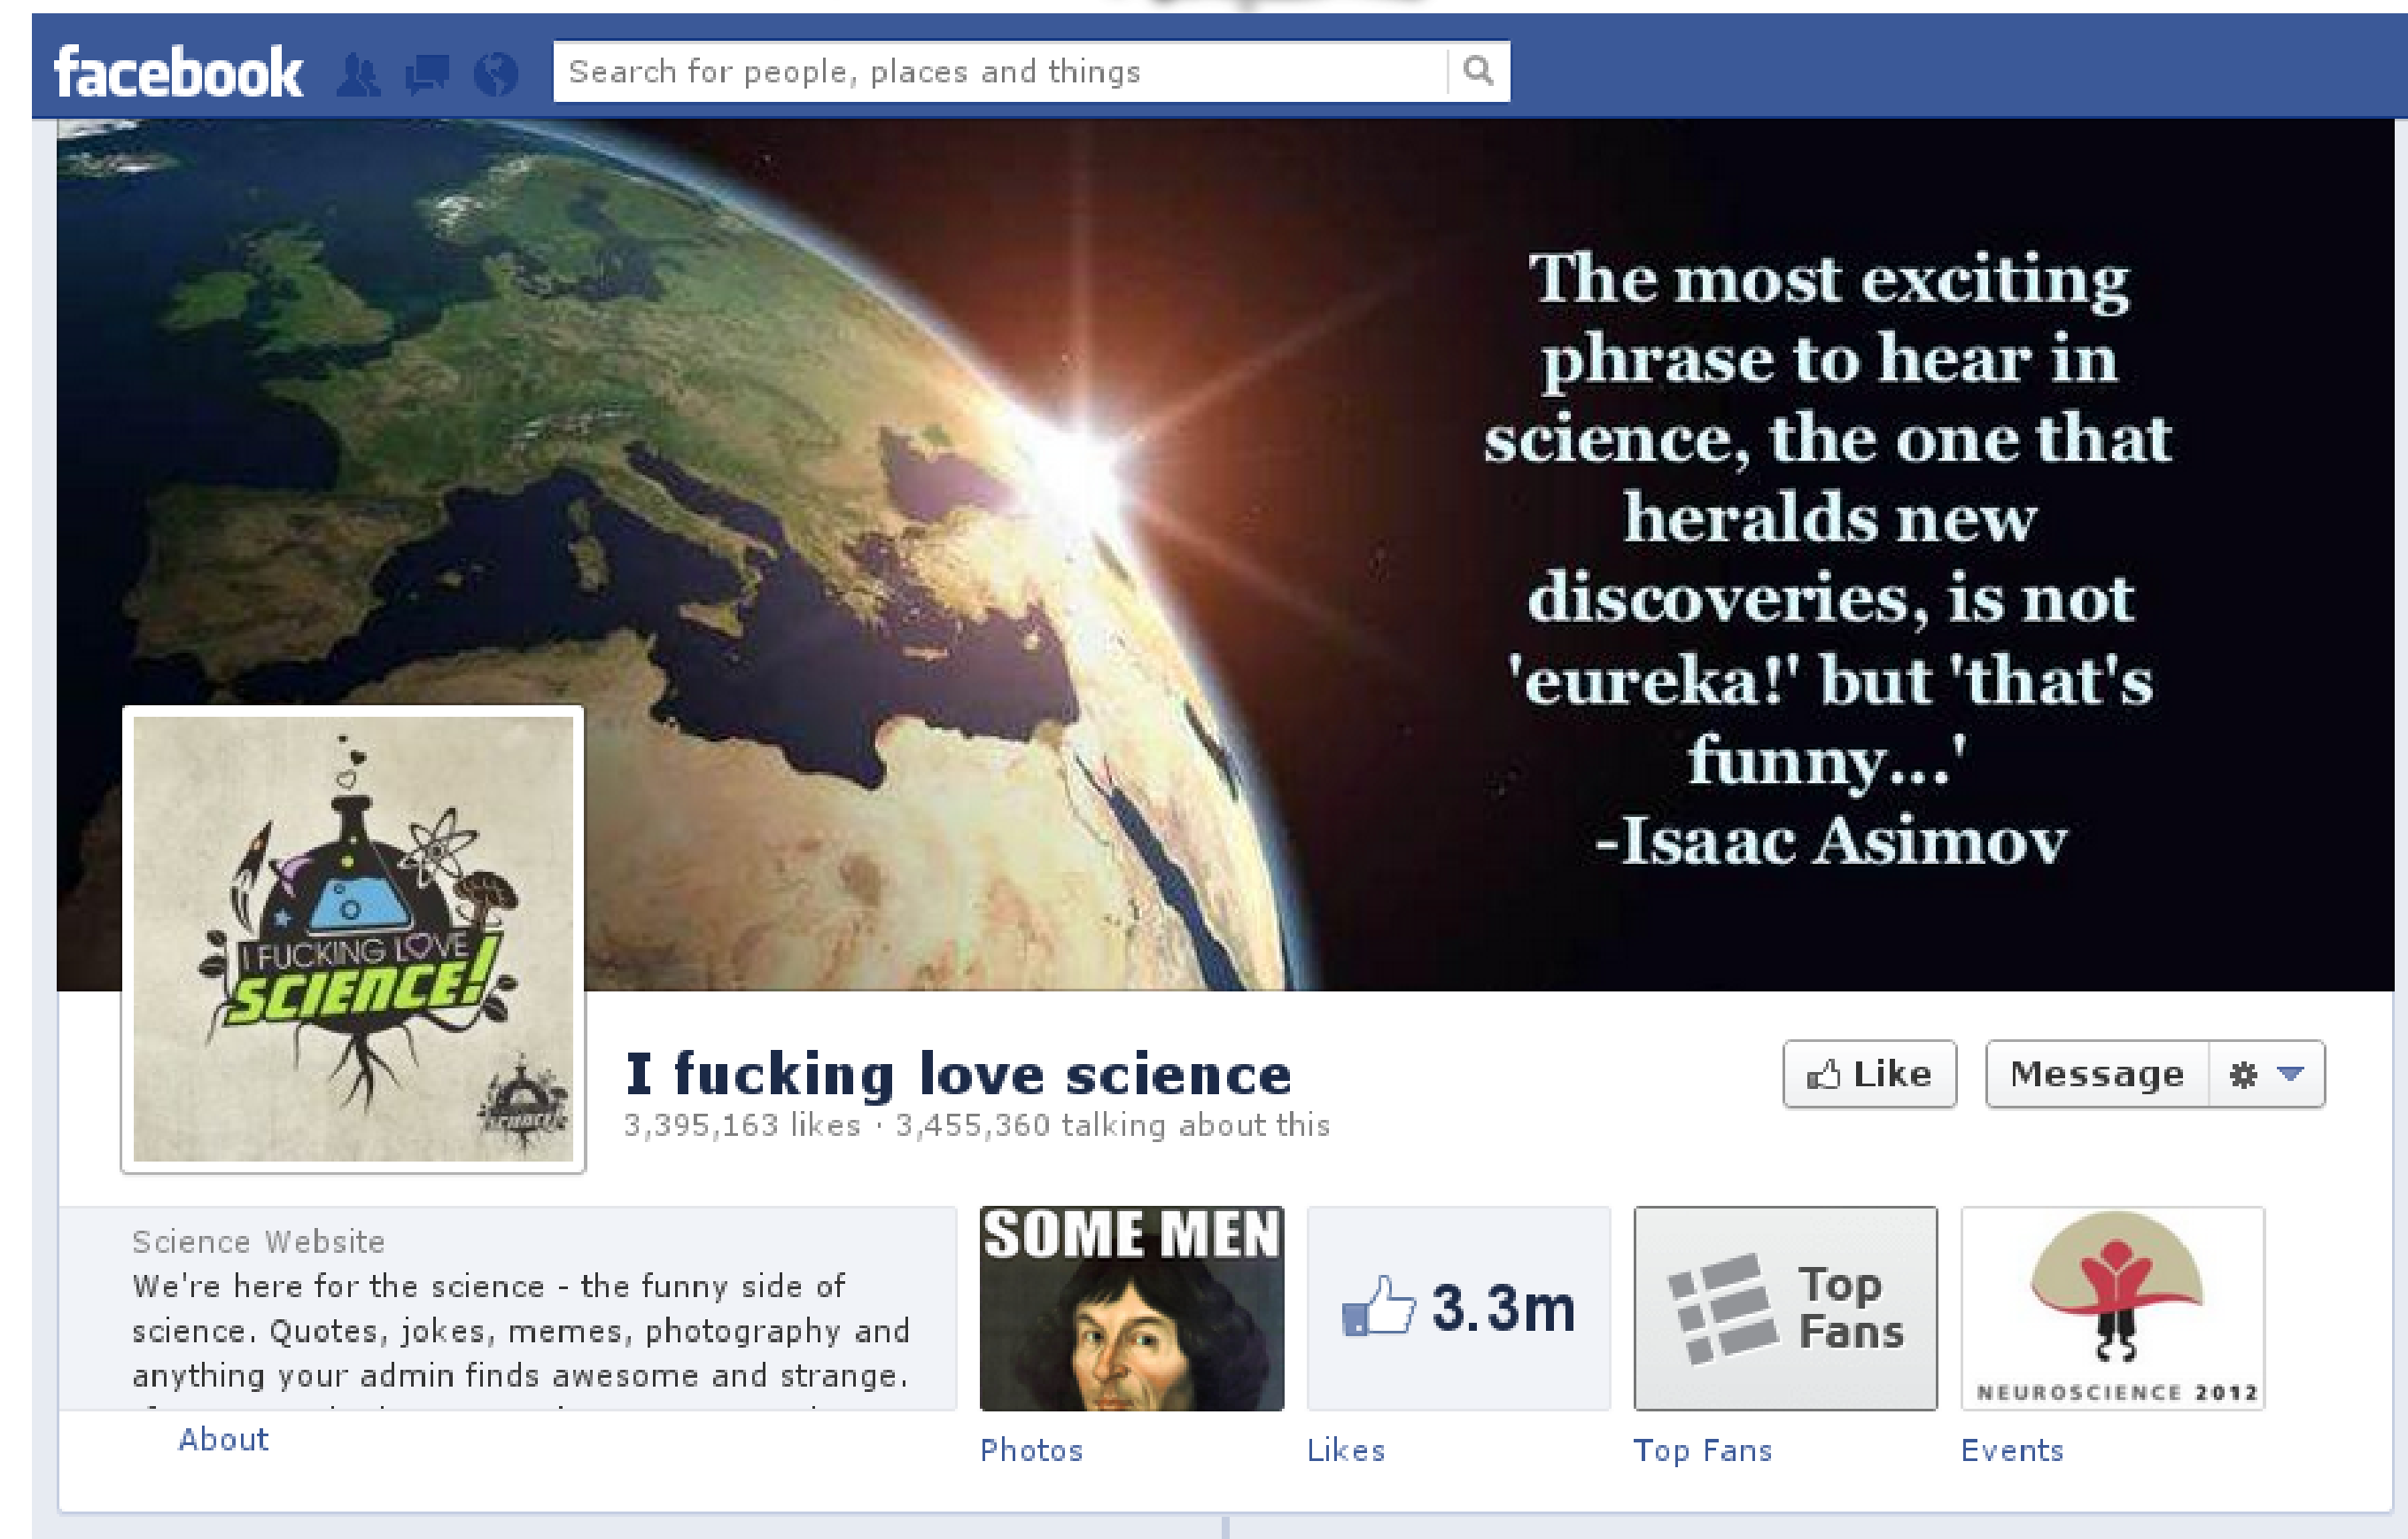 facebook
Search for people, places and things
The most exciting
phrase to hear in
science, the one that
heralds new
discoveries, is not
'eureka!' but 'that's
funny...'
-Isaac Asimov
I FUCKING LOVE
SCIENCE!
I fucking love science
3,395,163 likes · 3,455,360 talking about this
Like
Message
Science Website
We're here for the science - the funny side of
science. Quotes, jokes, memes, photography and
anything your admin finds awesome and strange.
About
SOME MEN
Photos
3.3m
Likes
Top
Fans
Top Fans
NEUROSCIENCE 2012
Events